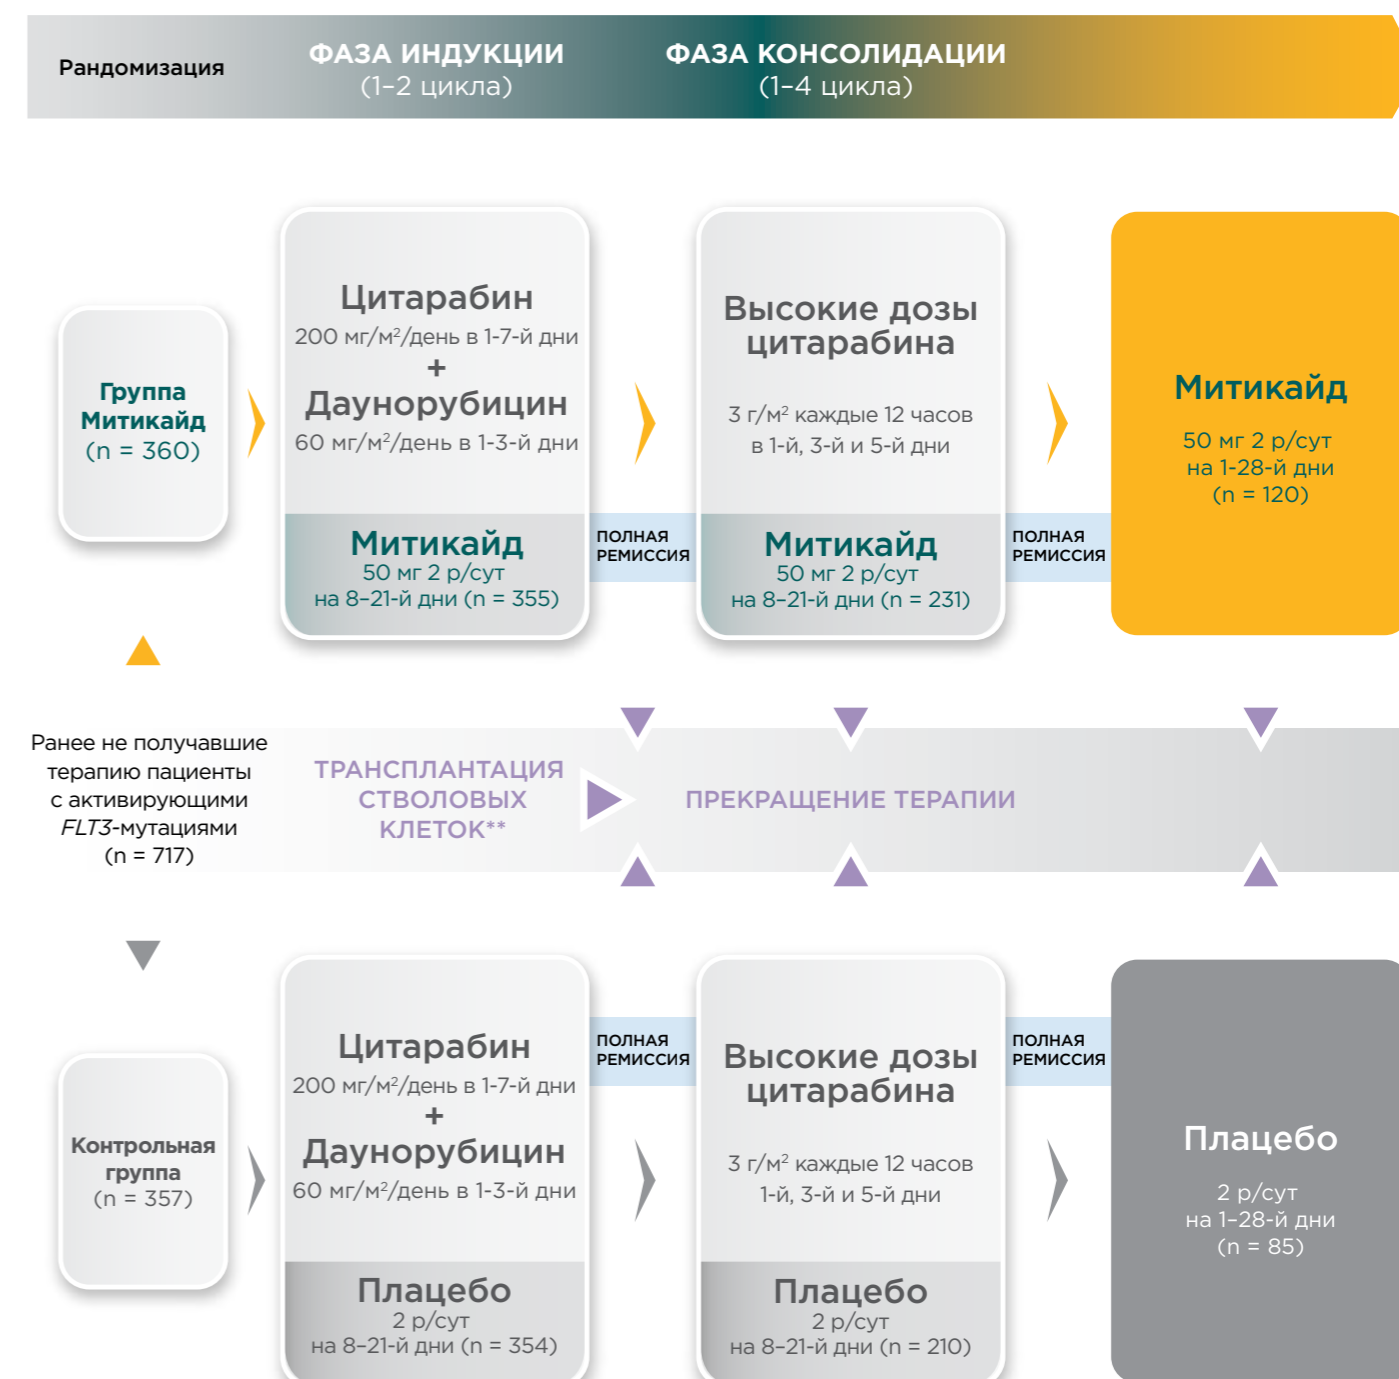 Рандомизация
ФАЗА ИНДУКЦИИ
(1–2 цикла)
ФАЗА КОНСОЛИДАЦИИ
(1–4 цикла)
Группа
Митикайд
(n = 360)
Цитарабин
200 мг/м²/день в 1-7-й дни
+
Даунорубицин
60 мг/м²/день в 1-3-й дни
Митикайд
50 мг 2 р/сут
на 8–21-й дни (n = 355)
ПОЛНАЯ
РЕМИССИЯ
Высокие дозы
цитарабина
3 г/м² каждые 12 часов
в 1-й, 3-й и 5-й дни
Митикайд
50 мг 2 р/сут
на 8–21-й дни (n = 231)
ПОЛНАЯ
РЕМИССИЯ
Митикайд
50 мг 2 р/сут
на 1-28-й дни
(n = 120)
Ранее не получавшие
терапию пациенты
с активирующими
FLT3-мутациями
(n = 717)
ТРАНСПЛАНТАЦИЯ
СТВОЛОВЫХ
КЛЕТОК**
ПРЕКРАЩЕНИЕ ТЕРАПИИ
Контрольная
группа
(n = 357)
Цитарабин
200 мг/м²/день в 1-7-й дни
+
Даунорубицин
60 мг/м²/день в 1-3-й дни
Плацебо
2 р/сут
на 8–21-й дни (n = 354)
ПОЛНАЯ
РЕМИССИЯ
Высокие дозы
цитарабина
3 г/м² каждые 12 часов
1-й, 3-й и 5-й дни
Плацебо
2 р/сут
на 8–21-й дни (n = 210)
ПОЛНАЯ
РЕМИССИЯ
Плацебо
2 р/сут
на 1–28-й дни
(n = 85)